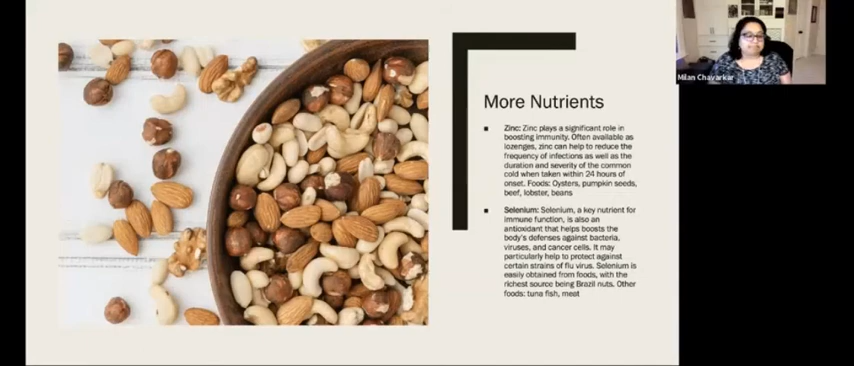 More Nutrients
▪ Zinc: Zinc plays a significant role in
boosting immunity. Often available as
lozenges, zinc can help to reduce the
frequency of infections as well as the
duration and severity of the common
cold when taken within 24 hours of
onset. Foods: Oysters, pumpkin seeds,
beef, lobster, beans
▪ Selenium: Selenium, a key nutrient for
immune function, is also an
antioxidant that helps boosts the
body's defenses against bacteria,
viruses, and cancer cells. It may
particularly help to protect against
certain strains of flu virus. Selenium is
easily obtained from foods, with the
richest source being Brazil nuts. Other
foods: tuna fish, meat
Milan Chavarkar